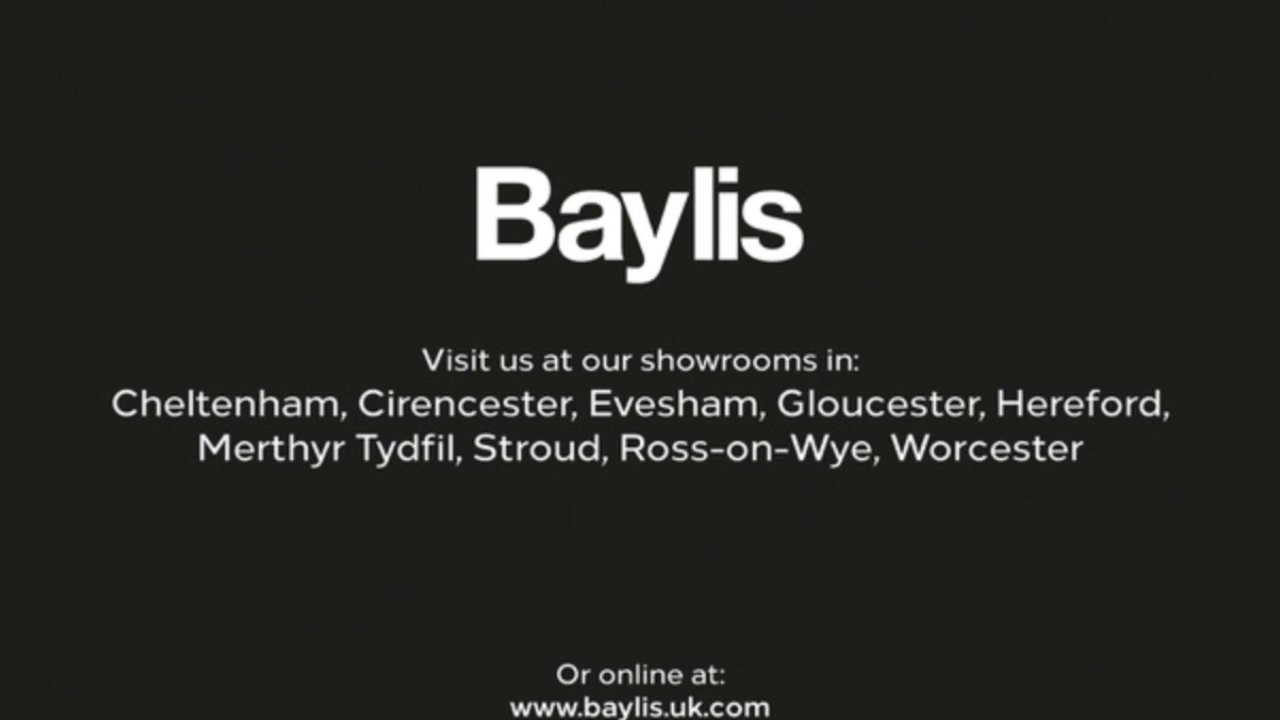 Baylis
Visit us at our showrooms in:
Cheltenham, Cirencester, Evesham, Gloucester, Hereford,
Merthyr Tydfil, Stroud, Ross-on-Wye, Worcester
Or online at:
www.baylis.uk.com